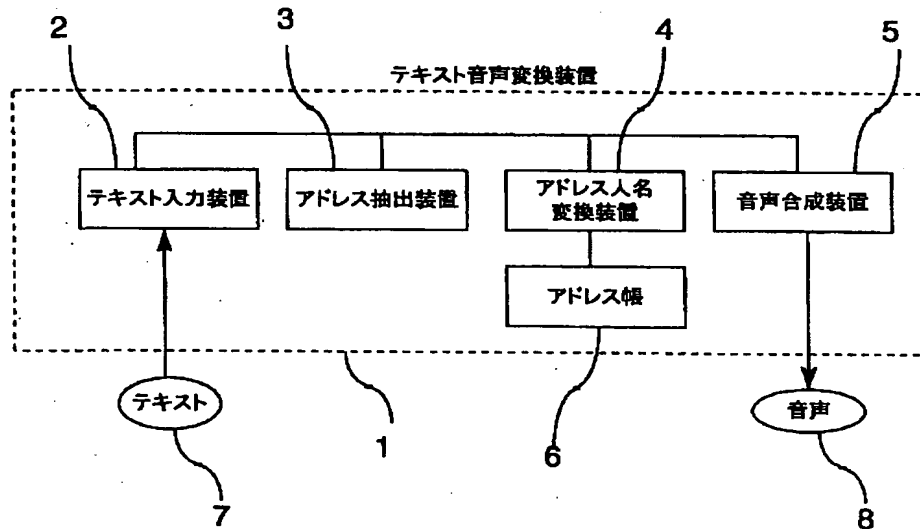 2
3
4
5
テキスト音声変換装置
テキスト入力装置
アドレス抽出装置
アドレス人名
変換装置
音声合成装置
アドレス帳
テキスト
音声
7
1
6
8